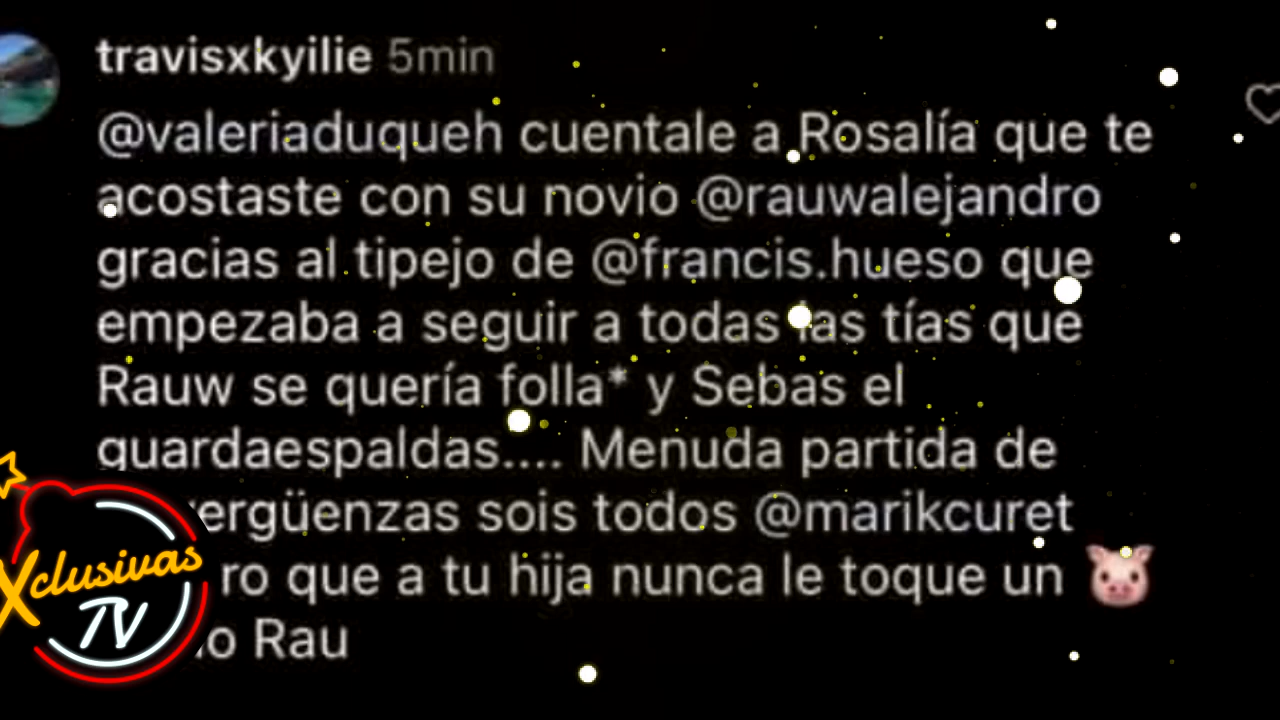 travisxkyilie 5min
@valeriaduqueh cuentale a Rosalía que te
acostaste con su novio @rauwalejandro
gracias al tipejo de @francis.hueso que
empezaba a seguir a todas las tías que
Rauw se quería folla* y Sebas el
guardaespaldas.... Menuda partida de
ergüenzas sois todos @marikcuret
ro que a tu hija nunca le toque un 🐷
o Rau
Xclusivas
TV